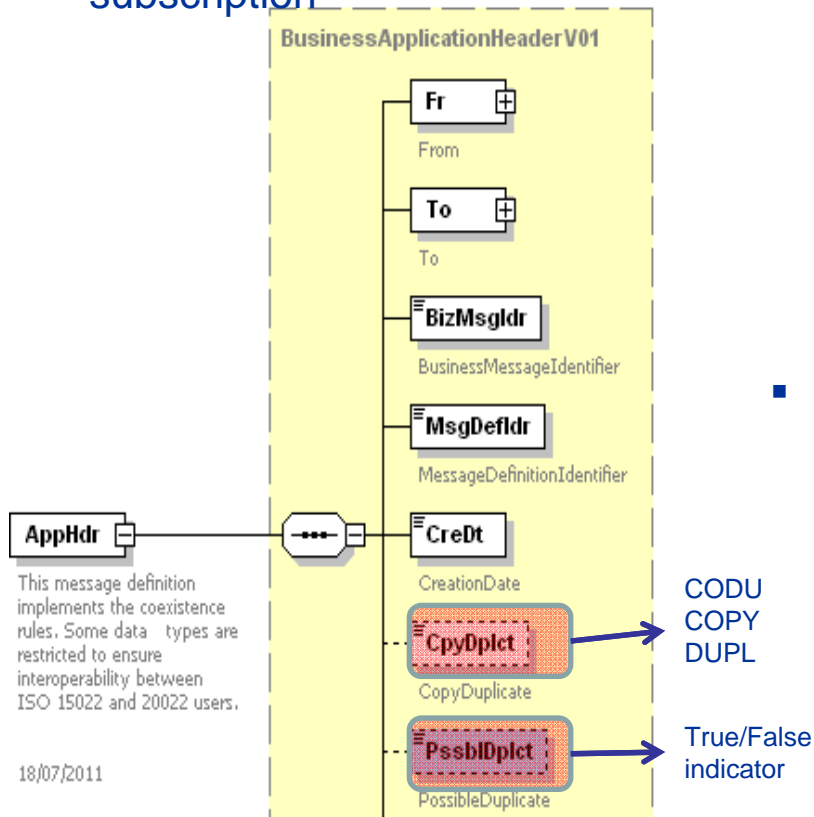 subscription
BusinessApplicationHeaderV01
Fr
From
To
To
BizMsgIdr
BusinessMessageIdentifier
MsgDefIdr
MessageDefinitionIdentifier
AppHdr
This message definition
implements the coexistence
rules. Some data types are
restricted to ensure
interoperability between
ISO 15022 and 20022 users.
18/07/2011
CreDt
CreationDate
CpyDplct
CopyDuplicate
CODU
COPY
DUPL
PssblDplct
PossibleDuplicate
True/False
indicator